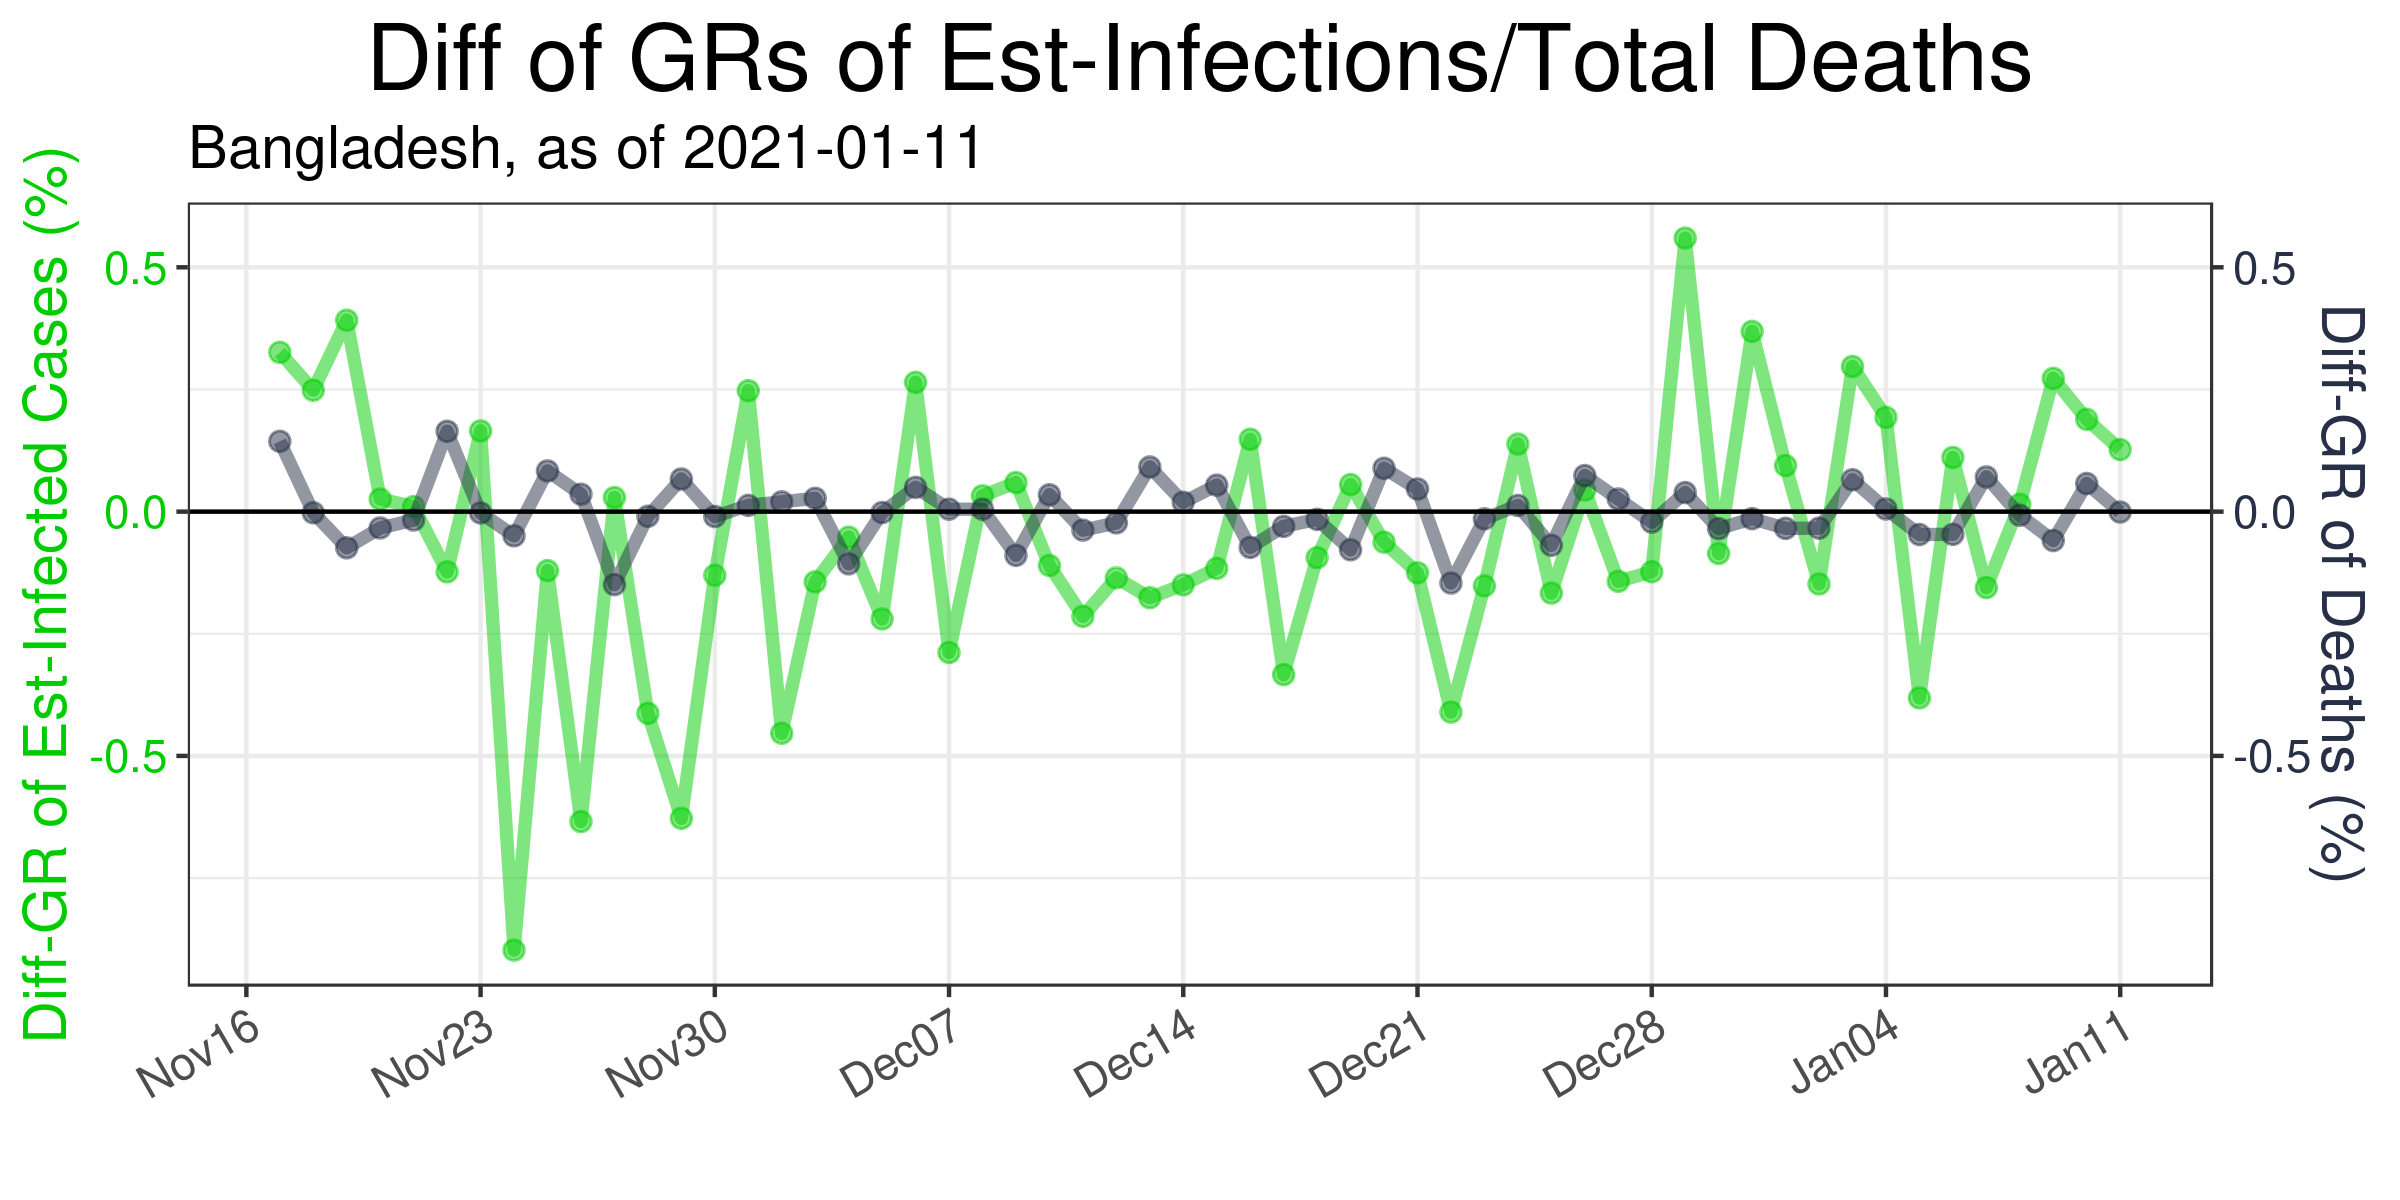 Diff of GRs of Est-Infections/Total Deaths
Bangladesh, as of 2021-01-11
Diff-GR of Est-Infected Cases (%)
0.5
0.0
-0.5
0.5
0.0
-0.5
Diff-GR of Deaths (%)
Nov16
Nov23
Nov30
Dec07
Dec14
Dec21
Dec28
Jan04
Jan11